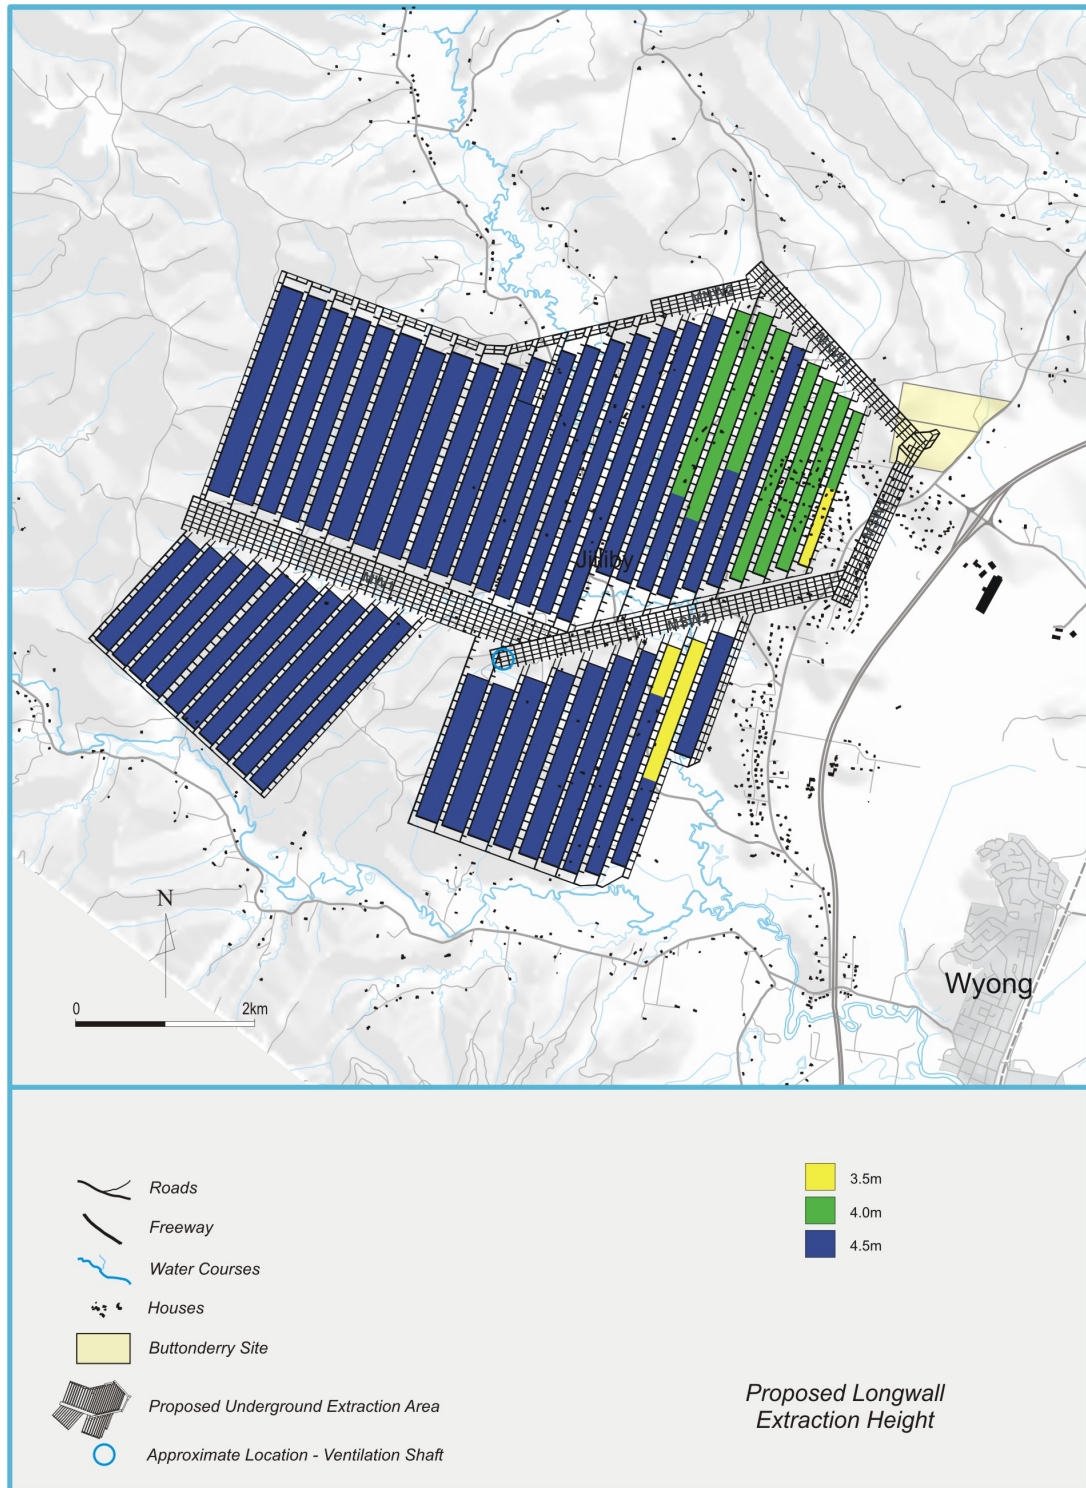 Jilliby
N
0 2km
Wyong
Roads
Freeway
Water Courses
Houses
Buttonderry Site
Proposed Underground Extraction Area
Approximate Location - Ventilation Shaft
3.5m
4.0m
4.5m
Proposed Longwall
Extraction Height